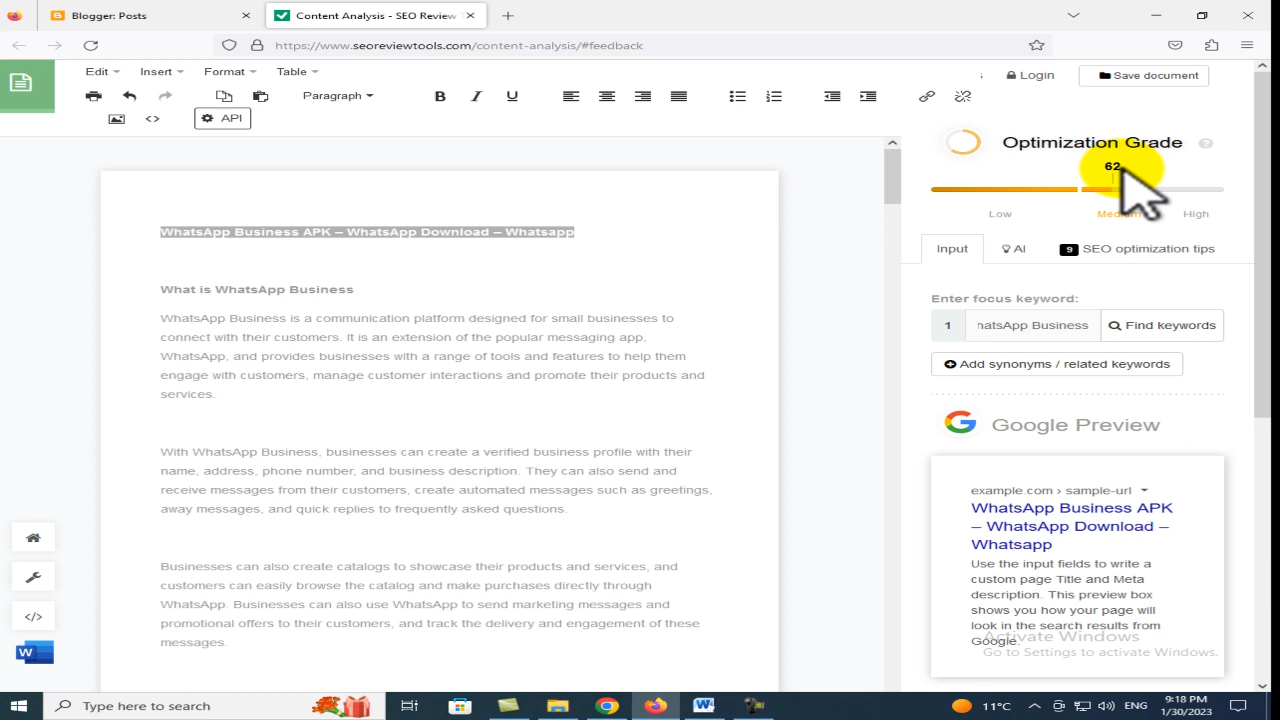 Blogger: Posts
Content Analysis - SEO Review T
https://www.seoreviewtools.com/content-analysis/#feedback
Edit Insert Format Table
Login
Save document
Paragraph
B I U
API
Optimization Grade ?
62
Low Medium High
Input AI 9 SEO optimization tips
WhatsApp Business APK – WhatsApp Download – Whatsapp
What is WhatsApp Business
WhatsApp Business is a communication platform designed for small businesses to
connect with their customers. It is an extension of the popular messaging app,
WhatsApp, and provides businesses with a range of tools and features to help them
engage with customers, manage customer interactions and promote their products and
services.
With WhatsApp Business, businesses can create a verified business profile with their
name, address, phone number, and business description. They can also send and
receive messages from their customers, create automated messages such as greetings,
away messages, and quick replies to frequently asked questions.
Businesses can also create catalogs to showcase their products and services, and
customers can easily browse the catalog and make purchases directly through
WhatsApp. Businesses can also use WhatsApp to send marketing messages and
promotional offers to their customers, and track the delivery and engagement of these
messages.
Enter focus keyword:
1 hatsApp Business Find keywords
Add synonyms / related keywords
Google Preview
example.com › sample-url
WhatsApp Business APK
– WhatsApp Download –
Whatsapp
Use the input fields to write a
custom page Title and Meta
description. This preview box
shows you how your page will
look in the search results from
Google.
Activate Windows
Go to Settings to activate Windows.
W
Type here to search
11°C
ENG
9:18 PM
1/30/2023